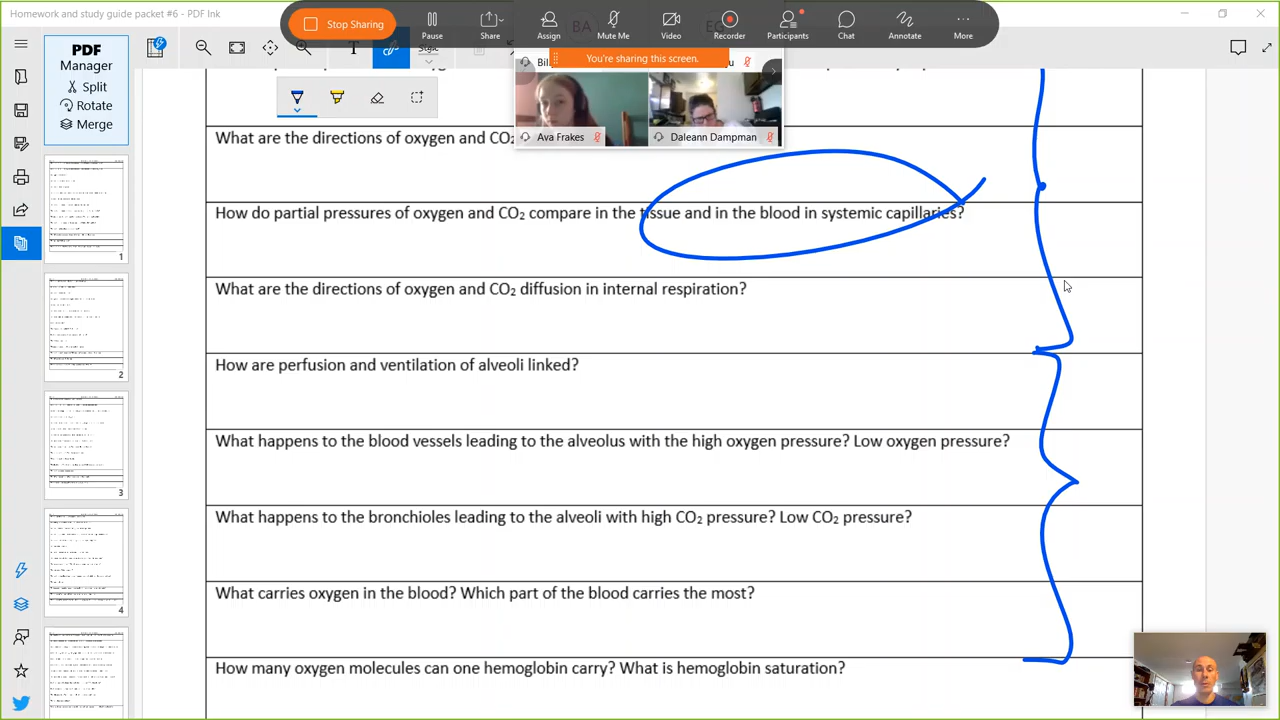 Homework and study guide packet #6 - PDF Ink
Stop Sharing
Pause
Share
Assign
Mute Me
Video
Recorder
Participants
Chat
Annotate
More
BA
EG
You're sharing this screen.
Ava Frakes
Daleann Dampman
PDF
Manager
Split
Rotate
Merge
1
2
3
4
What are the directions of oxygen and CO₂
How do partial pressures of oxygen and CO₂ compare in the tissue and in the blood in systemic capillaries?
What are the directions of oxygen and CO₂ diffusion in internal respiration?
How are perfusion and ventilation of alveoli linked?
What happens to the blood vessels leading to the alveolus with the high oxygen pressure? Low oxygen pressure?
What happens to the bronchioles leading to the alveoli with high CO₂ pressure? Low CO₂ pressure?
What carries oxygen in the blood? Which part of the blood carries the most?
How many oxygen molecules can one hemoglobin carry? What is hemoglobin saturation?